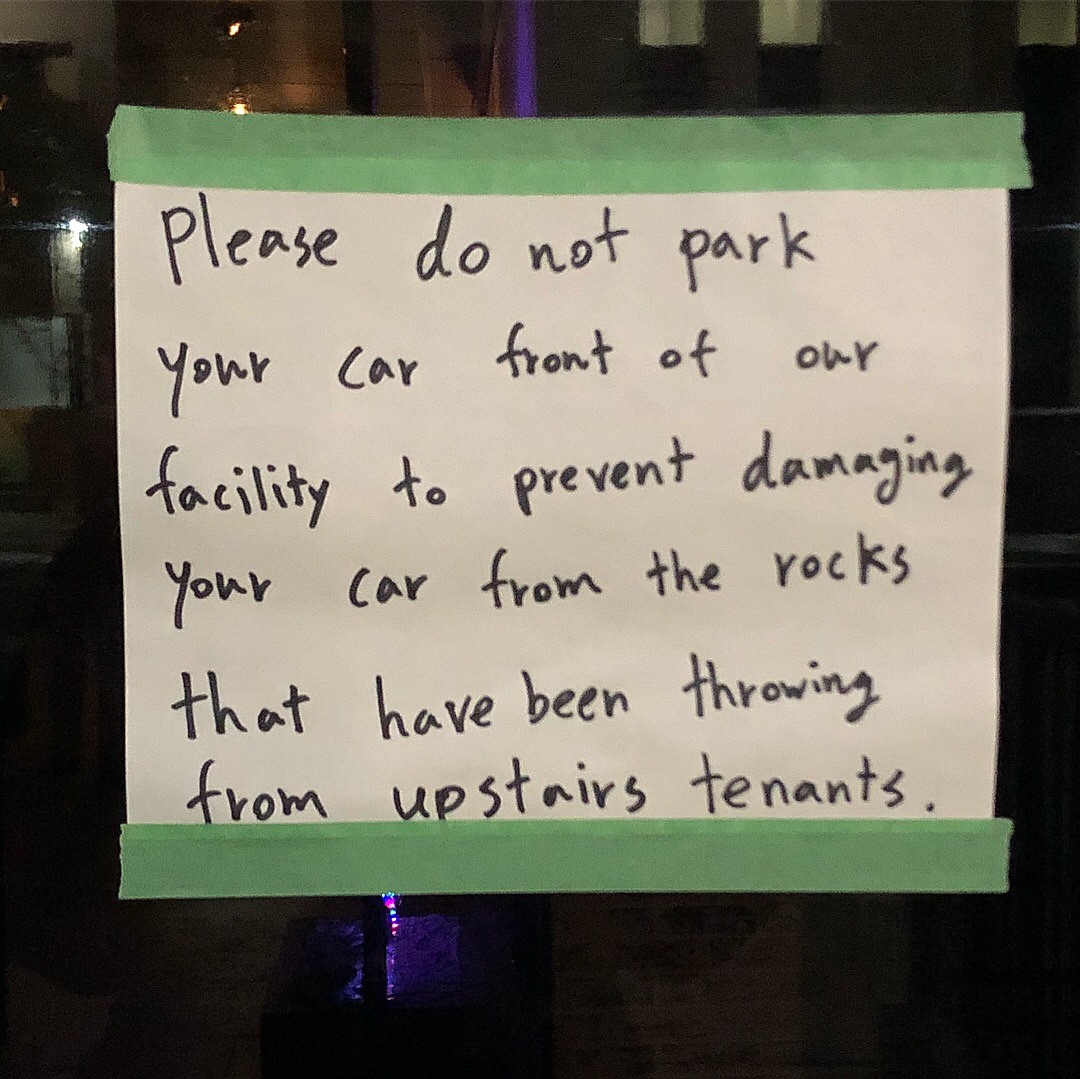 Please do not park
your car front of our
facility to prevent damaging
your car from the rocks
that have been throwing
from upstairs tenants.